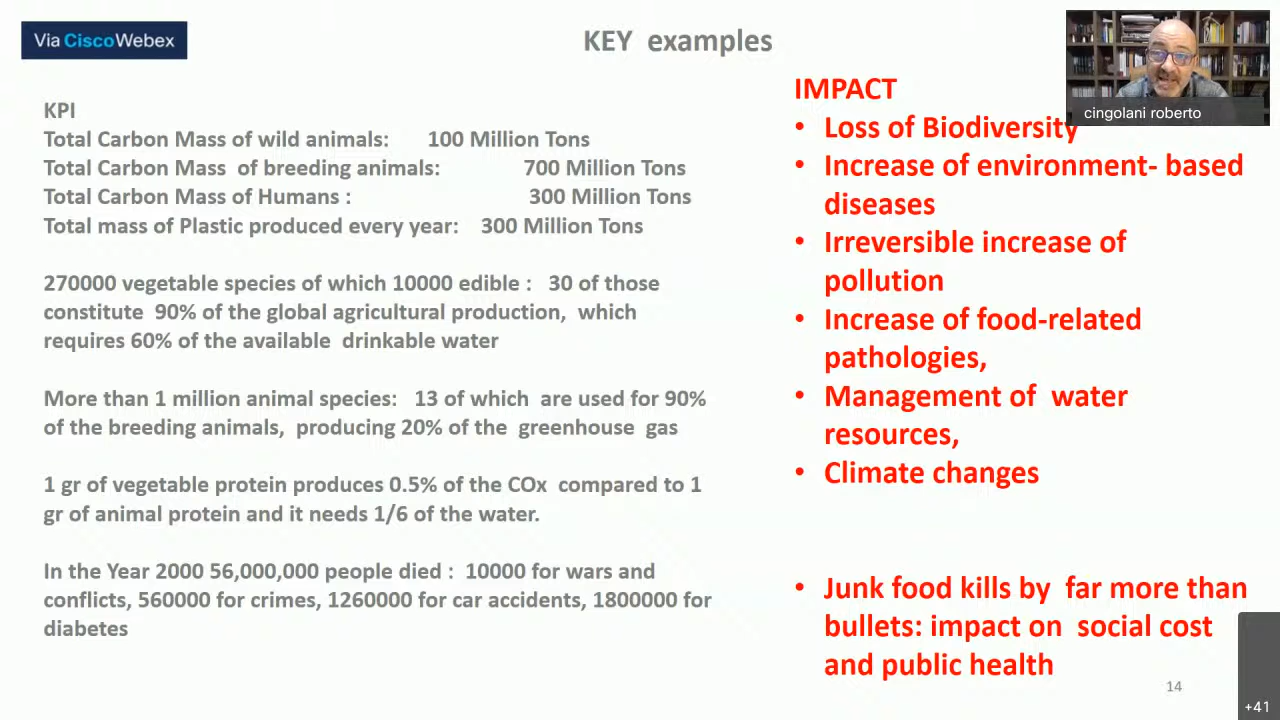 Via CiscoWebex
KEY examples
KPI
Total Carbon Mass of wild animals: 100 Million Tons
Total Carbon Mass of breeding animals: 700 Million Tons
Total Carbon Mass of Humans : 300 Million Tons
Total mass of Plastic produced every year: 300 Million Tons
270000 vegetable species of which 10000 edible : 30 of those
constitute 90% of the global agricultural production, which
requires 60% of the available drinkable water
More than 1 million animal species: 13 of which are used for 90%
of the breeding animals, producing 20% of the greenhouse gas
1 gr of vegetable protein produces 0.5% of the COx compared to 1
gr of animal protein and it needs 1/6 of the water.
In the Year 2000 56,000,000 people died : 10000 for wars and
conflicts, 560000 for crimes, 1260000 for car accidents, 1800000 for
diabetes
IMPACT
• Loss of Biodiversity
• Increase of environment- based
diseases
• Irreversible increase of
pollution
• Increase of food-related
pathologies,
• Management of water
resources,
• Climate changes
• Junk food kills by far more than
bullets: impact on social cost
and public health
cingolani roberto
14
+41